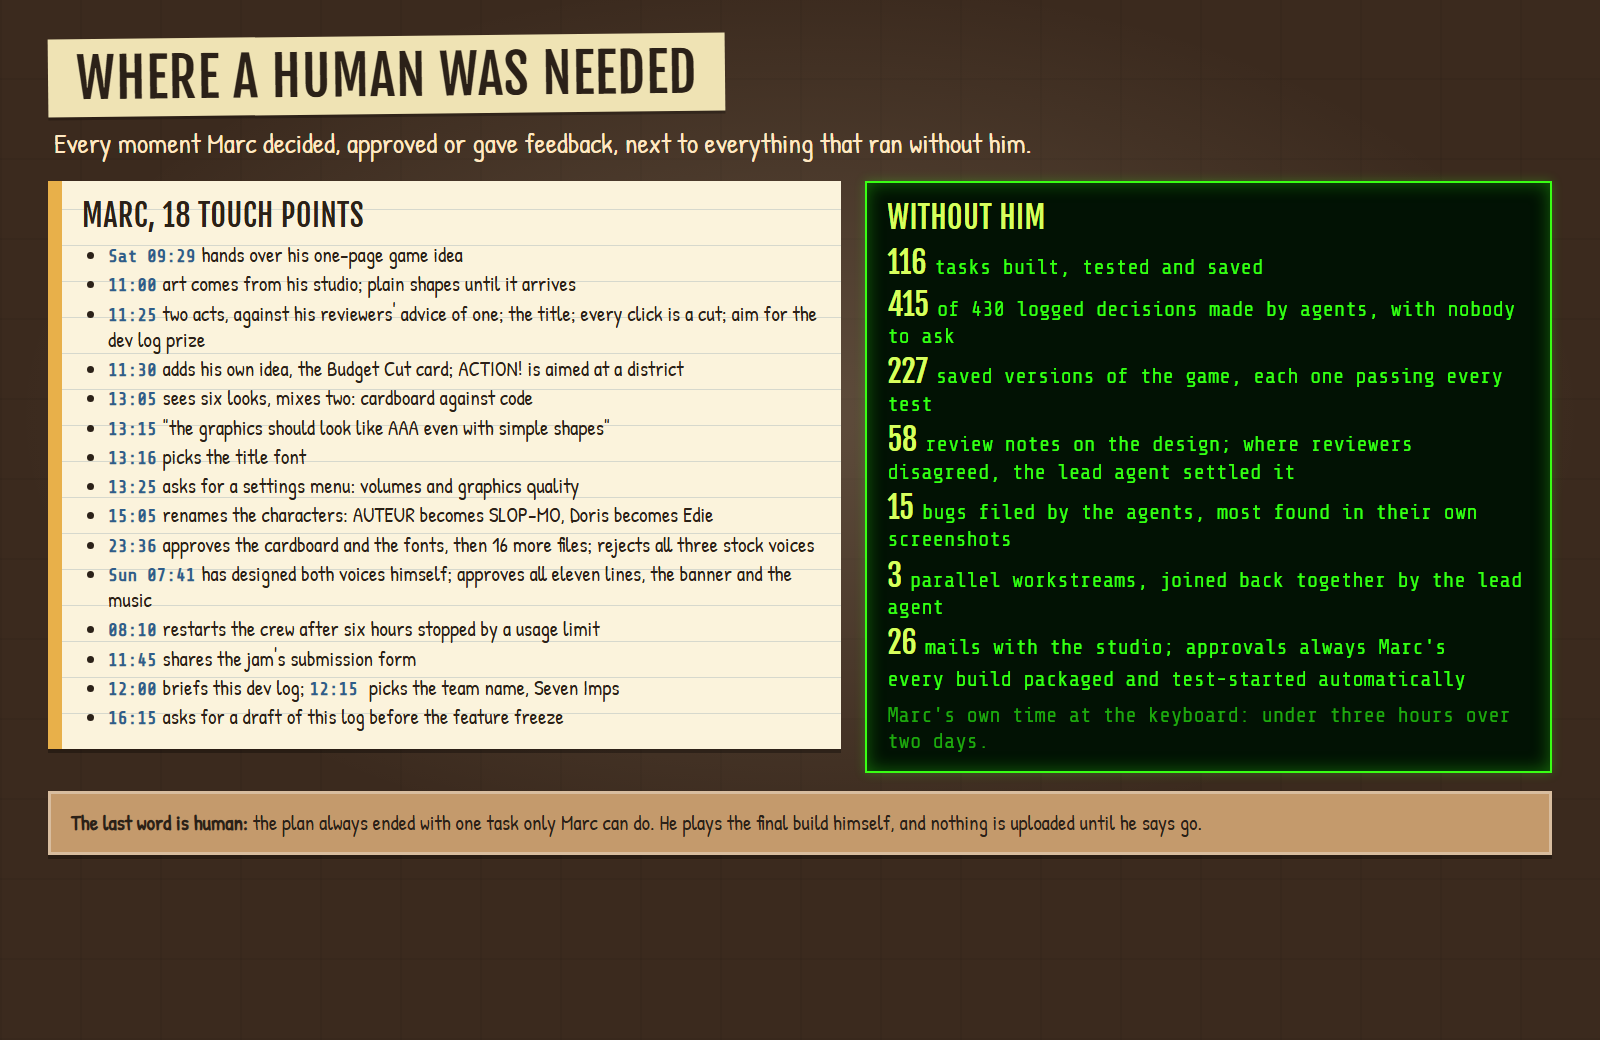 WHERE A HUMAN WAS NEEDED
Every moment Marc decided, approved or gave feedback, next to everything that ran without him.
MARC, 18 TOUCH POINTS
Sat 09:29 hands over his one-page game idea
11:00 art comes from his studio; plain shapes until it arrives
11:25 two acts, against his reviewers' advice of one; the title; every click is a cut; aim for the
dev log prize
11:30 adds his own idea, the Budget Cut card; ACTION! is aimed at a district
13:05 sees six looks, mixes two: cardboard against code
13:15 "the graphics should look like AAA even with simple shapes"
13:16 picks the title font
13:25 asks for a settings menu: volumes and graphics quality
15:05 renames the characters: AUTEUR becomes SLOP-MO, Doris becomes Edie
23:36 approves the cardboard and the fonts, then 16 more files; rejects all three stock voices
Sun 07:41 has designed both voices himself; approves all eleven lines, the banner and the
music
08:10 restarts the crew after six hours stopped by a usage limit
11:45 shares the jam's submission form
12:00 briefs this dev log; 12:15 picks the team name, Seven Imps
16:15 asks for a draft of this log before the feature freeze
WITHOUT HIM
116 tasks built, tested and saved
415 of 430 logged decisions made by agents, with nobody
to ask
227 saved versions of the game, each one passing every
test
58 review notes on the design; where reviewers
disagreed, the lead agent settled it
15 bugs filed by the agents, most found in their own
screenshots
3 parallel workstreams, joined back together by the lead
agent
26 mails with the studio; approvals always Marc's
every build packaged and test-started automatically
Marc's own time at the keyboard: under three hours over
two days.
The last word is human: the plan always ended with one task only Marc can do. He plays the final build himself, and nothing is uploaded until he says go.